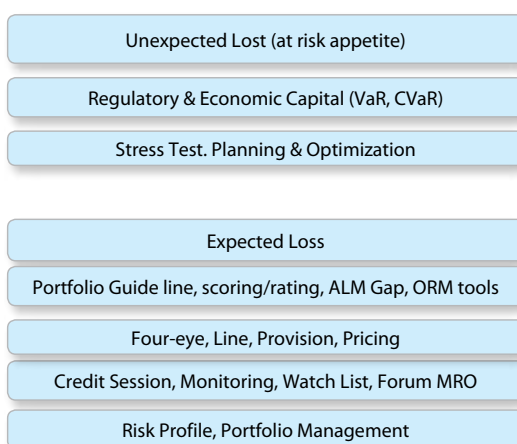 Unexpected Lost (at risk appetite)
Regulatory & Economic Capital (VaR, CVaR)
Stress Test. Planning & Optimization
Expected Loss
Portfolio Guide line, scoring/rating, ALM Gap, ORM tools
Four-eye, Line, Provision, Pricing
Credit Session, Monitoring, Watch List, Forum MRO
Risk Profile, Portfolio Management